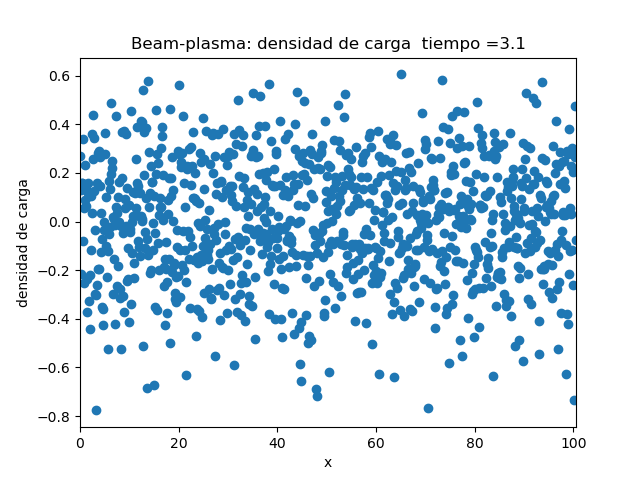 Beam-plasma: densidad de carga  tiempo =3.1
0.6
0.4
0.2
0.0
−0.2
−0.4
−0.6
−0.8
densidad de carga
0 20 40 60 80 100
x